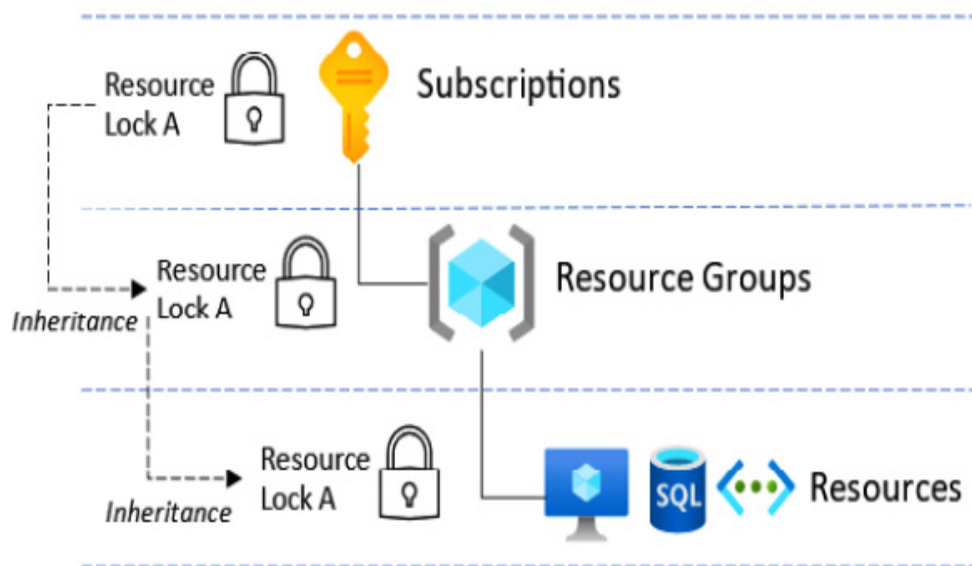 Resource
Lock A
Subscriptions
Resource
Lock A
Resource Groups
Inheritance
Resource
Lock A
SQL
Resources
Inheritance